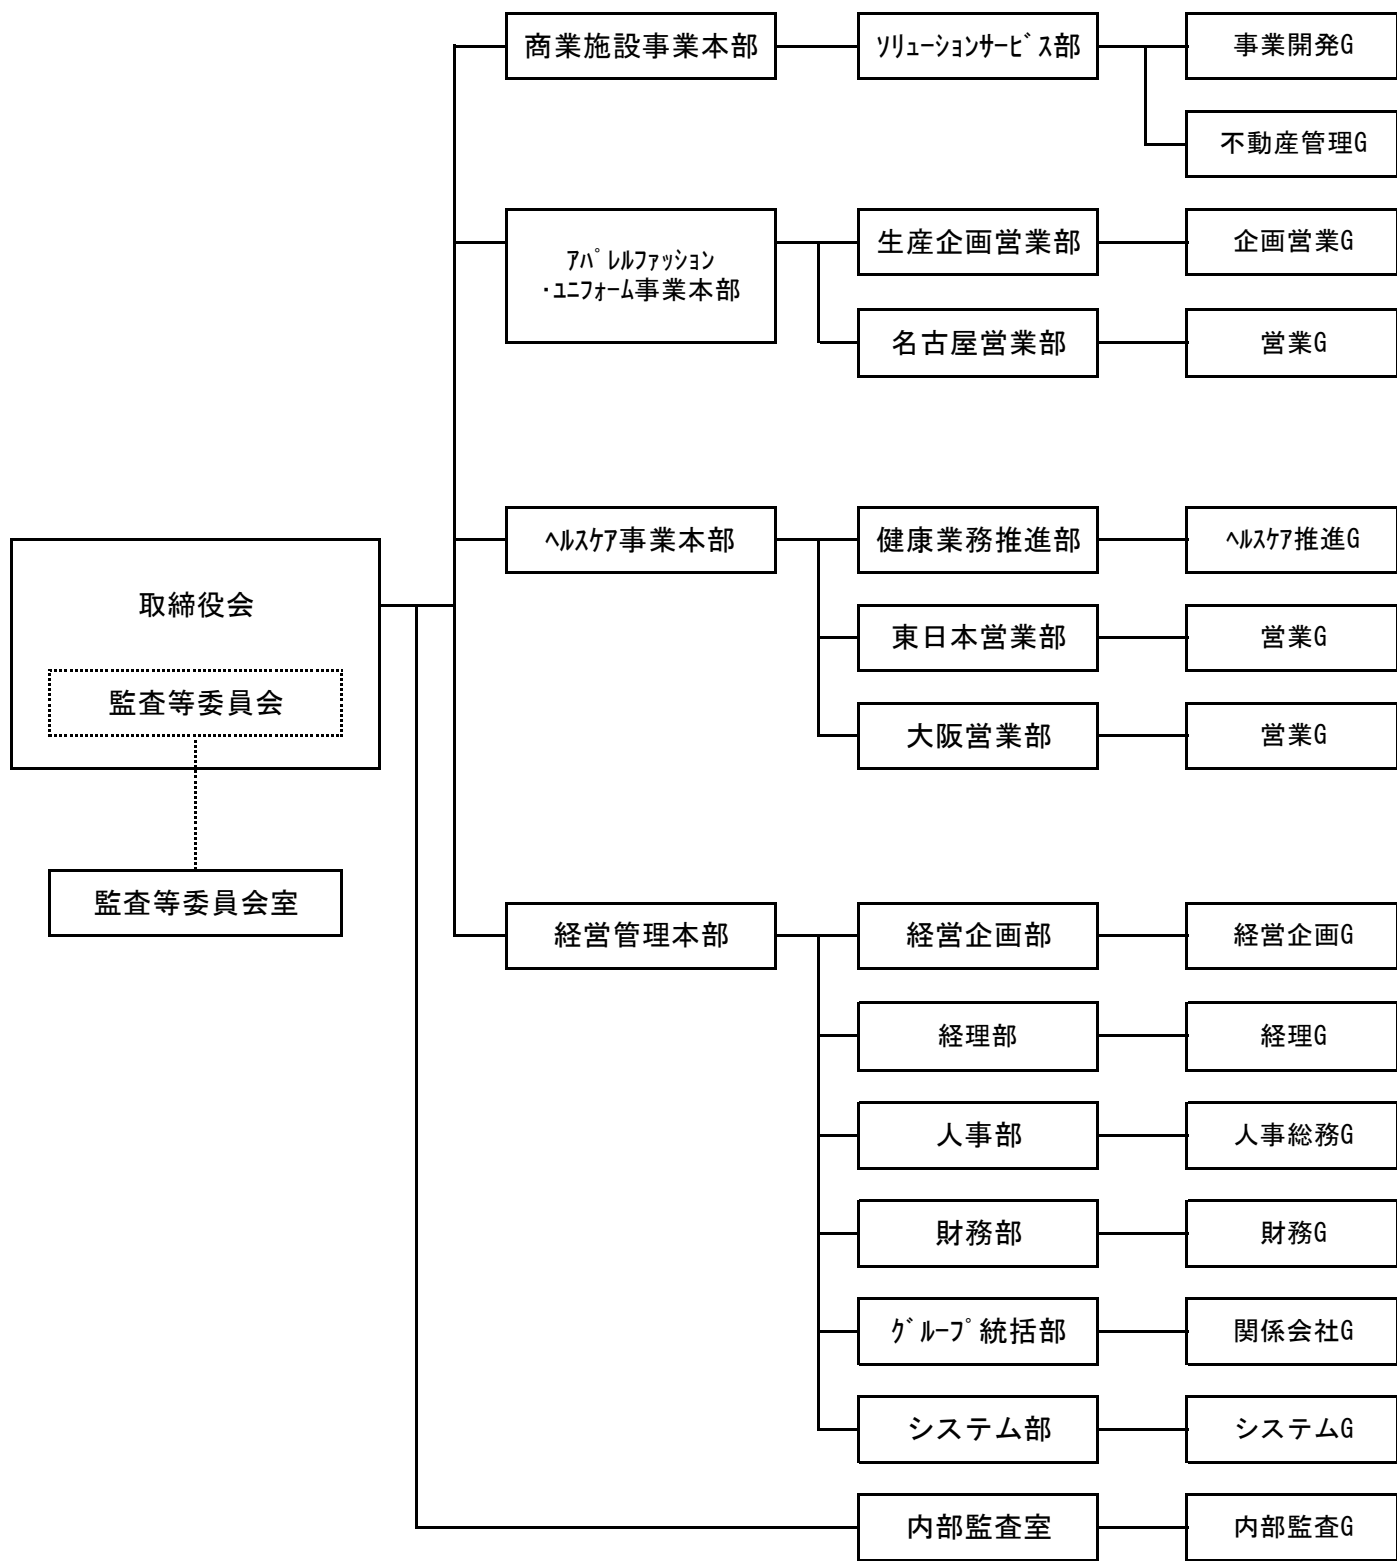 商業施設事業本部
ｿﾘｭｰｼｮﾝｻｰﾋﾞｽ部
事業開発G
不動産管理G
ｱﾊﾟﾚﾙﾌｧｯｼｮﾝ
・ﾕﾆﾌｫｰﾑ事業本部
生産企画営業部
企画営業G
名古屋営業部
営業G
ﾍﾙｽｹｱ事業本部
健康業務推進部
ﾍﾙｽｹｱ推進G
東日本営業部
営業G
大阪営業部
営業G
取締役会
監査等委員会
監査等委員会室
経営管理本部
経営企画部
経営企画G
経理部
経理G
人事部
人事総務G
財務部
財務G
ｸﾞﾙｰﾌﾟ統括部
関係会社G
システム部
システムG
内部監査室
内部監査G